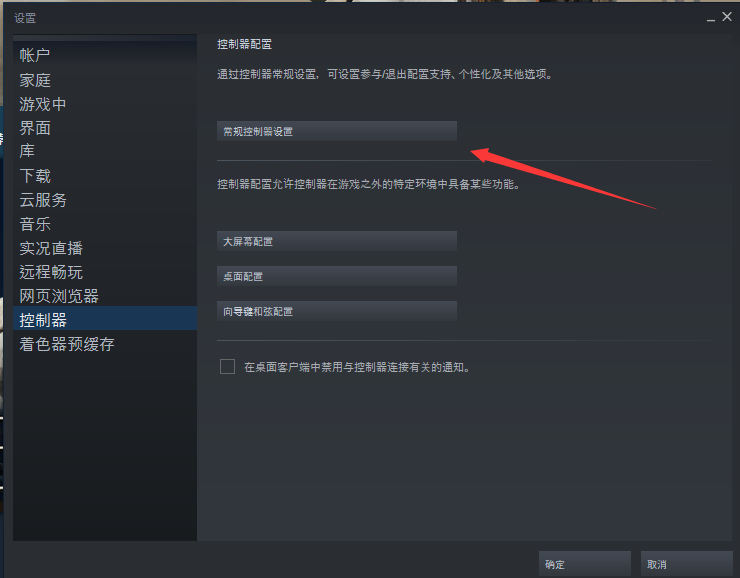 设置
帐户
家庭
游戏中
界面
库
下载
云服务
音乐
实况直播
远程畅玩
网页浏览器
控制器
着色器预缓存
控制器配置
通过控制器常规设置，可设置参与/退出配置支持、个性化及其他选项。
常规控制器设置
控制器配置允许控制器在游戏之外的特定环境中具备某些功能。
大屏幕配置
桌面配置
向导键和弦配置
在桌面客户端中禁用与控制器连接有关的通知。
确定
取消